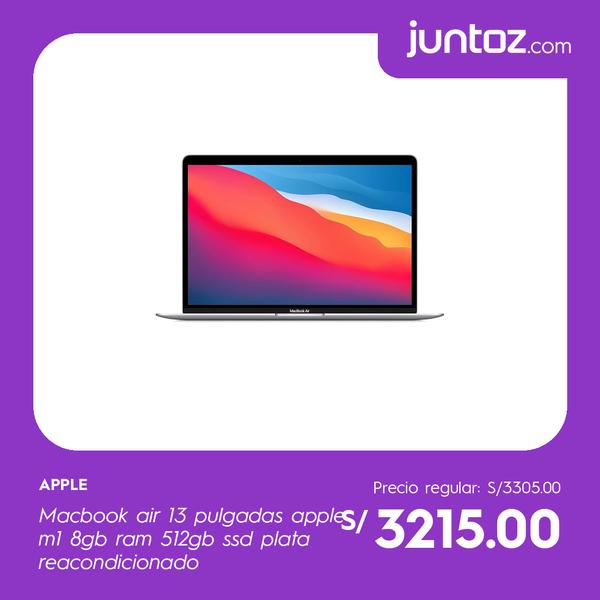 juntoz.com
MacBook Air
APPLE
Macbook air 13 pulgadas apple
m1 8gb ram 512gb ssd plata
reacondicionado
Precio regular: S/3305.00
S/ 3215.00